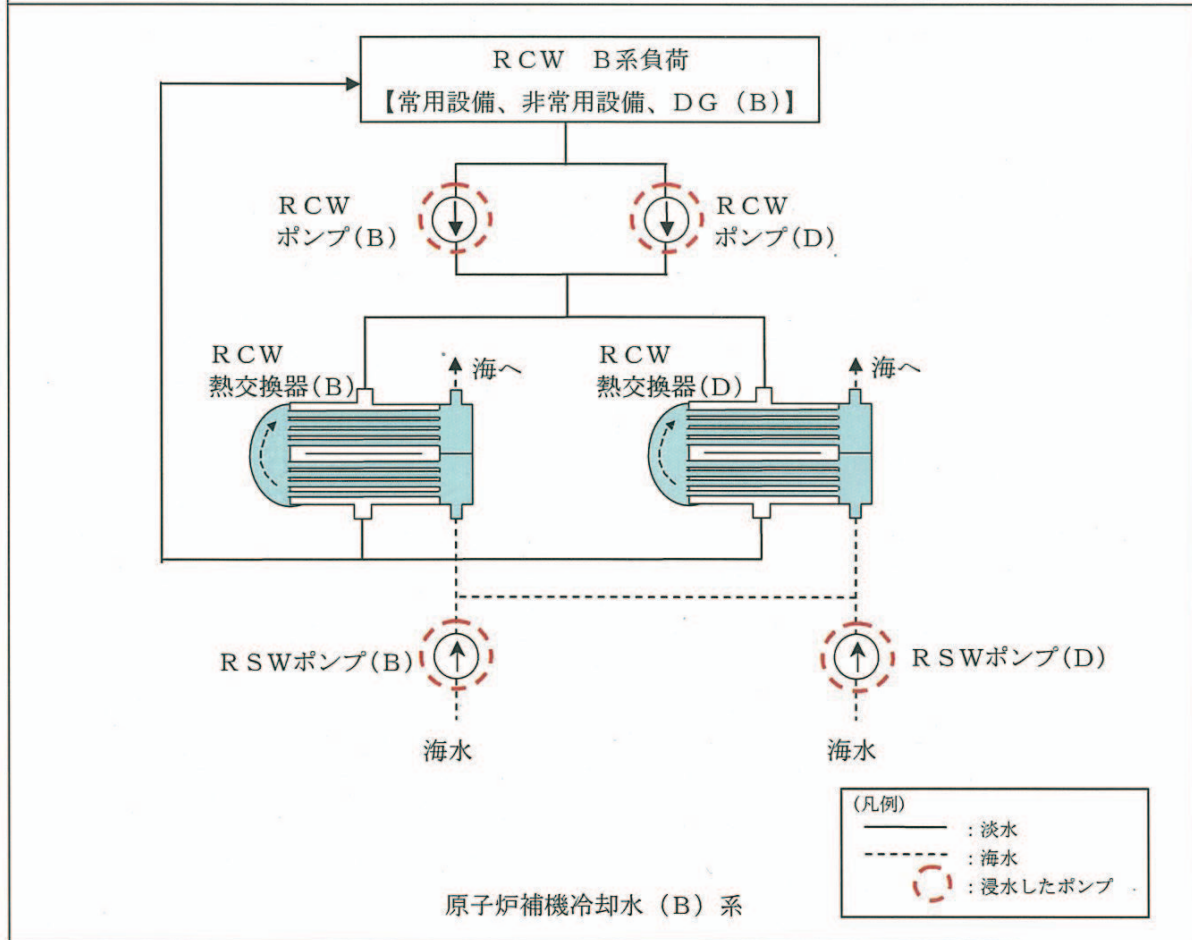 ＲＣＷ　Ｂ系負荷
【常用設備、非常用設備、ＤＧ（Ｂ）】
ＲＣＷ
ポンプ(Ｂ)
ＲＣＷ
ポンプ(Ｄ)
ＲＣＷ
熱交換器(Ｂ)
海へ
ＲＣＷ
熱交換器(Ｄ)
海へ
ＲＳＷポンプ(Ｂ)
ＲＳＷポンプ(Ｄ)
海水
海水
(凡例)
：淡水
：海水
：浸水したポンプ
原子炉補機冷却水（Ｂ）系